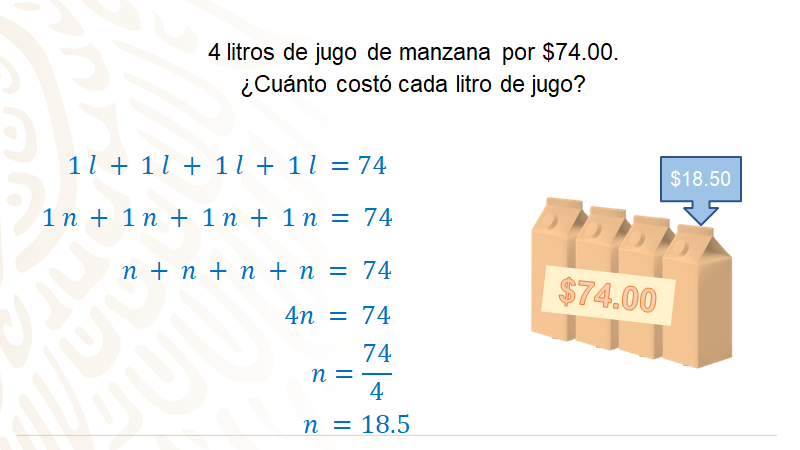 4 litros de jugo de manzana por $74.00.
¿Cuánto costó cada litro de jugo?
1 l + 1 l + 1 l + 1 l = 74
1 n + 1 n + 1 n + 1 n = 74
n + n + n + n = 74
4n = 74
n = 74/4
n = 18.5
$18.50
$74.00